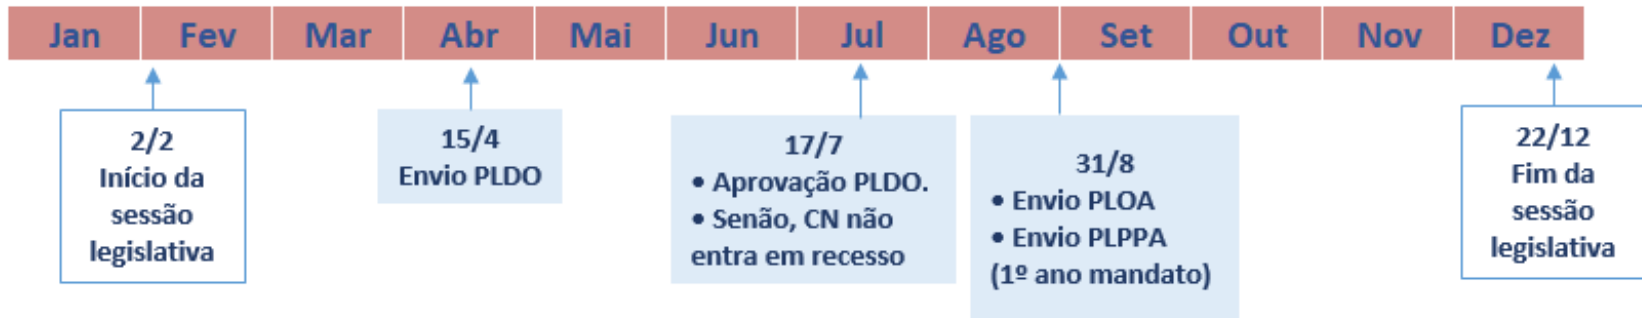 Jan Fev Mar Abr Mai Jun Jul Ago Set Out Nov Dez
2/2
Início da
sessão
legislativa
15/4
Envio PLDO
17/7
• Aprovação PLDO.
• Senão, CN não
entra em recesso
31/8
• Envio PLOA
• Envio PLPPA
(1º ano mandato)
22/12
Fim da
sessão
legislativa